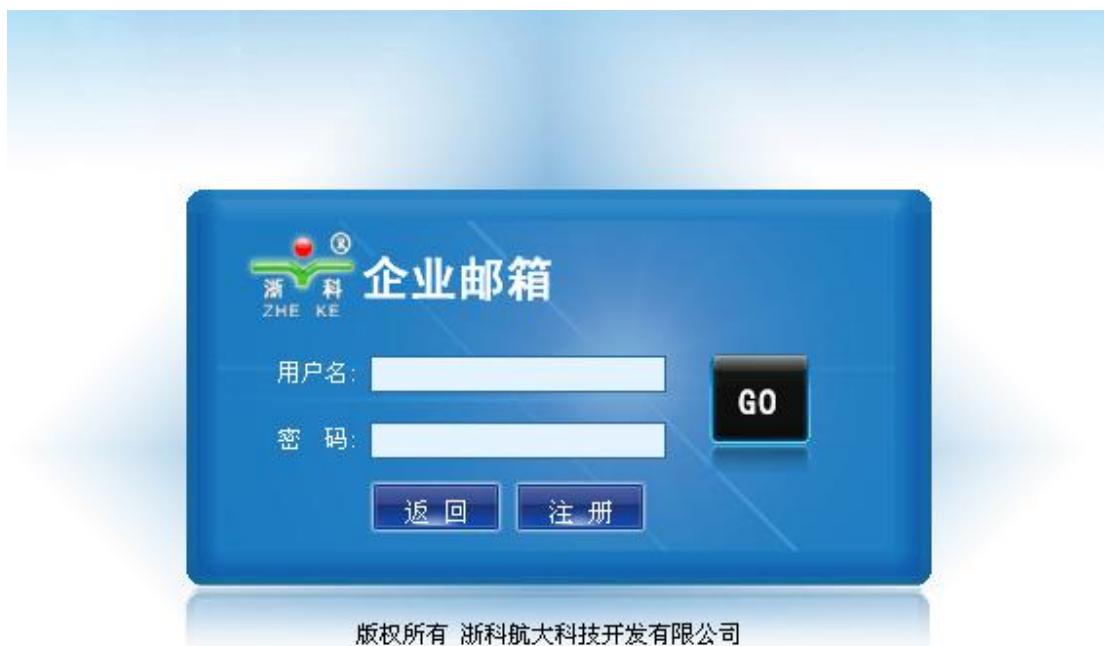 ®
浙 科
ZHE KE
企业邮箱
用户名:
GO
密 码:
返 回 注 册
版权所有 浙科航大科技开发有限公司